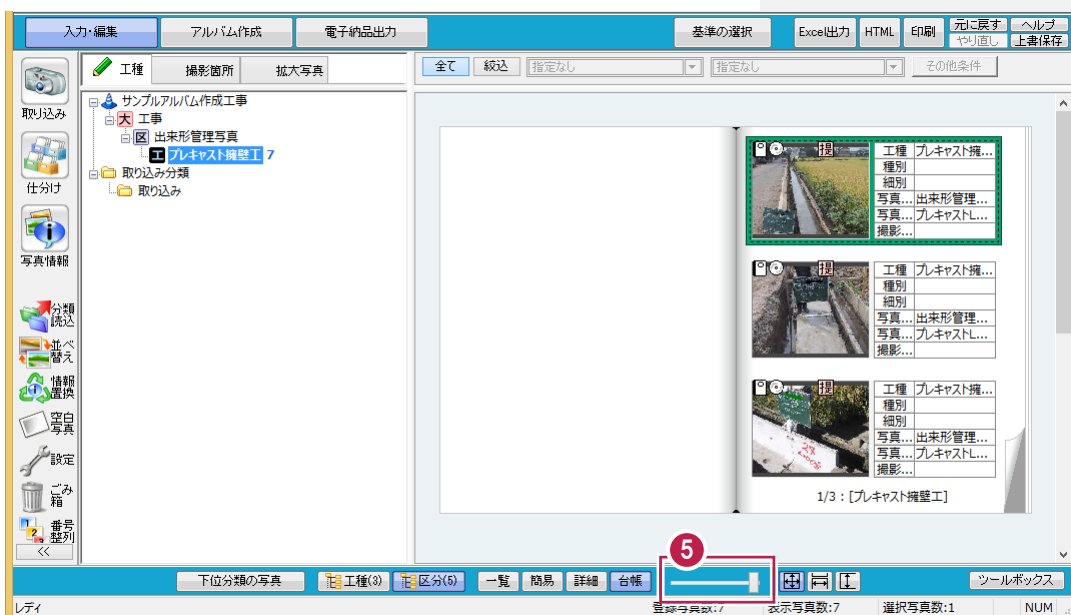 入力・編集 アルバム作成 電子納品出力 基準の選択 Excel出力 HTML 印刷 元に戻す やり直し ヘルプ 上書保存
工種 撮影箇所 拡大写真
全て 絞込 指定なし 指定なし その他条件
取り込み
仕分け
写真情報
分類読込
並べ替え
情報置換
空白写真
設定
ごみ箱
番号整列
<<
サンプルアルバム作成工事
大 工事
区 出来形管理写真
工 プレキャスト擁壁工 7
取り込み分類
取り込み
提
工種 プレキャスト擁...
種別
細別
写真... 出来形管理...
写真... プレキャストL...
撮影...
提
工種 プレキャスト擁...
種別
細別
写真... 出来形管理...
写真... プレキャストL...
撮影...
提
工種 プレキャスト擁...
種別
細別
写真... 出来形管理...
写真... プレキャストL...
撮影...
1/3 : [プレキャスト擁壁工]
5
下位分類の写真 工種(3) 区分(5) 一覧 簡易 詳細 台帳 ツールボックス
レディ 登録写真数:7 表示写真数:7 選択写真数:1 NUM